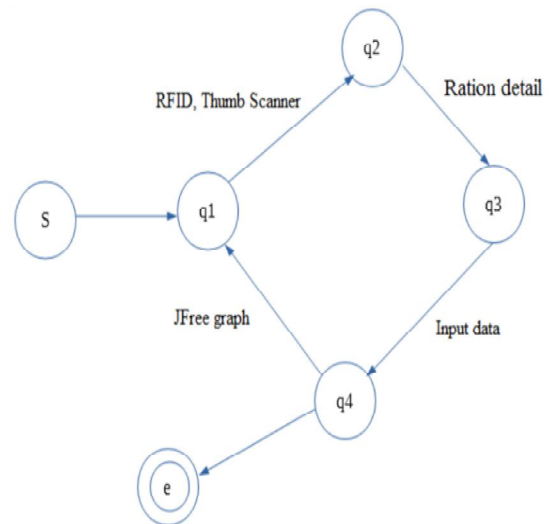 q2
Ration detail
RFID, Thumb Scanner
q1
q3
S
JFree graph
Input data
q4
e